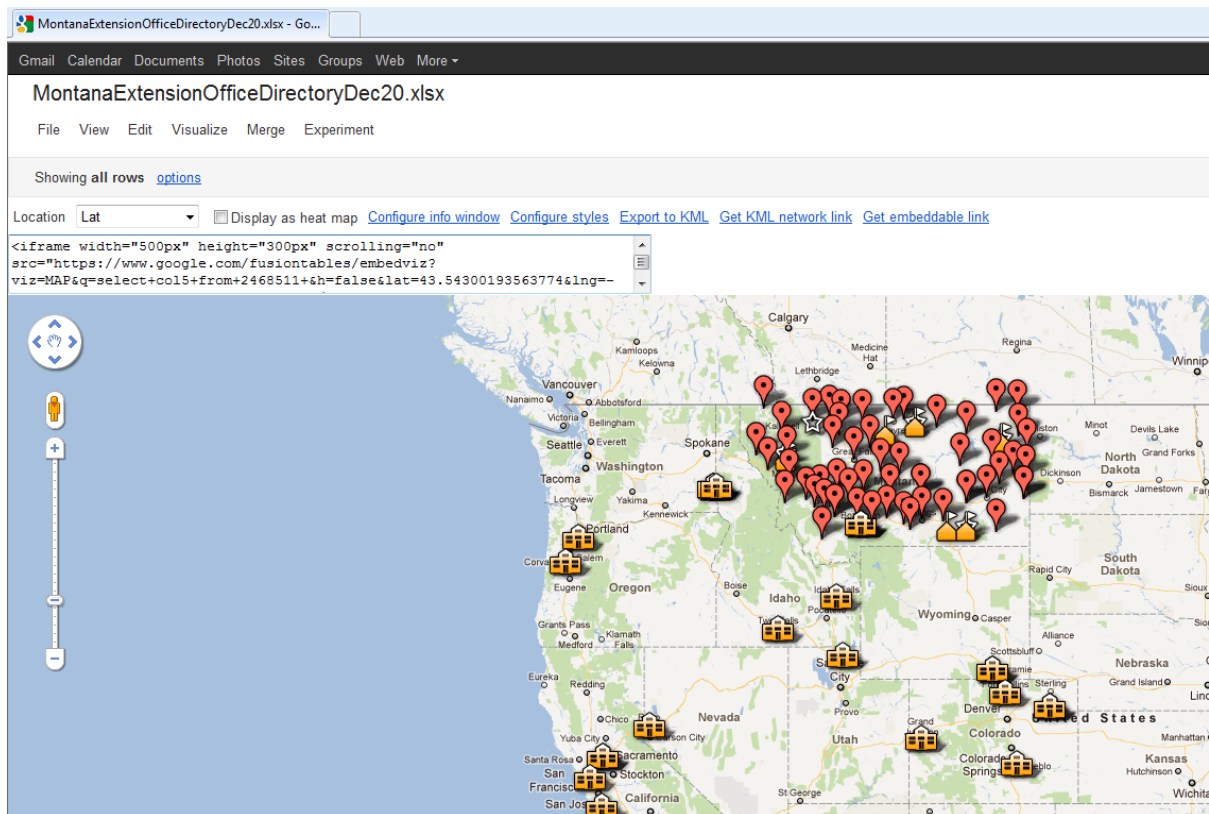 MontanaExtensionOfficeDirectoryDec20.xlsx - Go...
Gmail Calendar Documents Photos Sites Groups Web More
MontanaExtensionOfficeDirectoryDec20.xlsx
File View Edit Visualize Merge Experiment
Showing all rows options
Location Lat Display as heat map Configure info window Configure styles Export to KML Get KML network link Get embeddable link
<iframe width="500px" height="300px" scrolling="no"
src="https://www.google.com/fusiontables/embedviz?
viz=MAP&q=select+col5+from+2468511+&h=false&lat=43.54300193563774&lng=-
Calgary
Kamloops
Kelowna
Medicine
Hat
Regina
Winnip
Lethbridge
Vancouver
Nanaimo
Abbotsford
Victoria
Bellingham
Seattle
Everett
Spokane
Minot
Devils Lake
North
Dakota
Grand Forks
Washington
Tacoma
Dickinson
Bismarck
Jamestown
Longview
Yakima
Kennewick
Portland
Salem
Eugene
Oregon
Boise
Idaho
South
Dakota
Rapid City
Sioux
Wyoming
Casper
Grants Pass
Medford
Klamath
Falls
Alliance
Scottsbluff
Nebraska
Grand Island
Eureka
Redding
City
Sterling
Provo
Denver
United States
Chico
Nevada
Grand
Colorado
Manhattan
Yuba City
Carson City
Utah
Santa Rosa
Sacramento
Stockton
San
Francisc
Colorado
Springs
Kansas
Hutchinson
Wichita
San Jos
California
St George